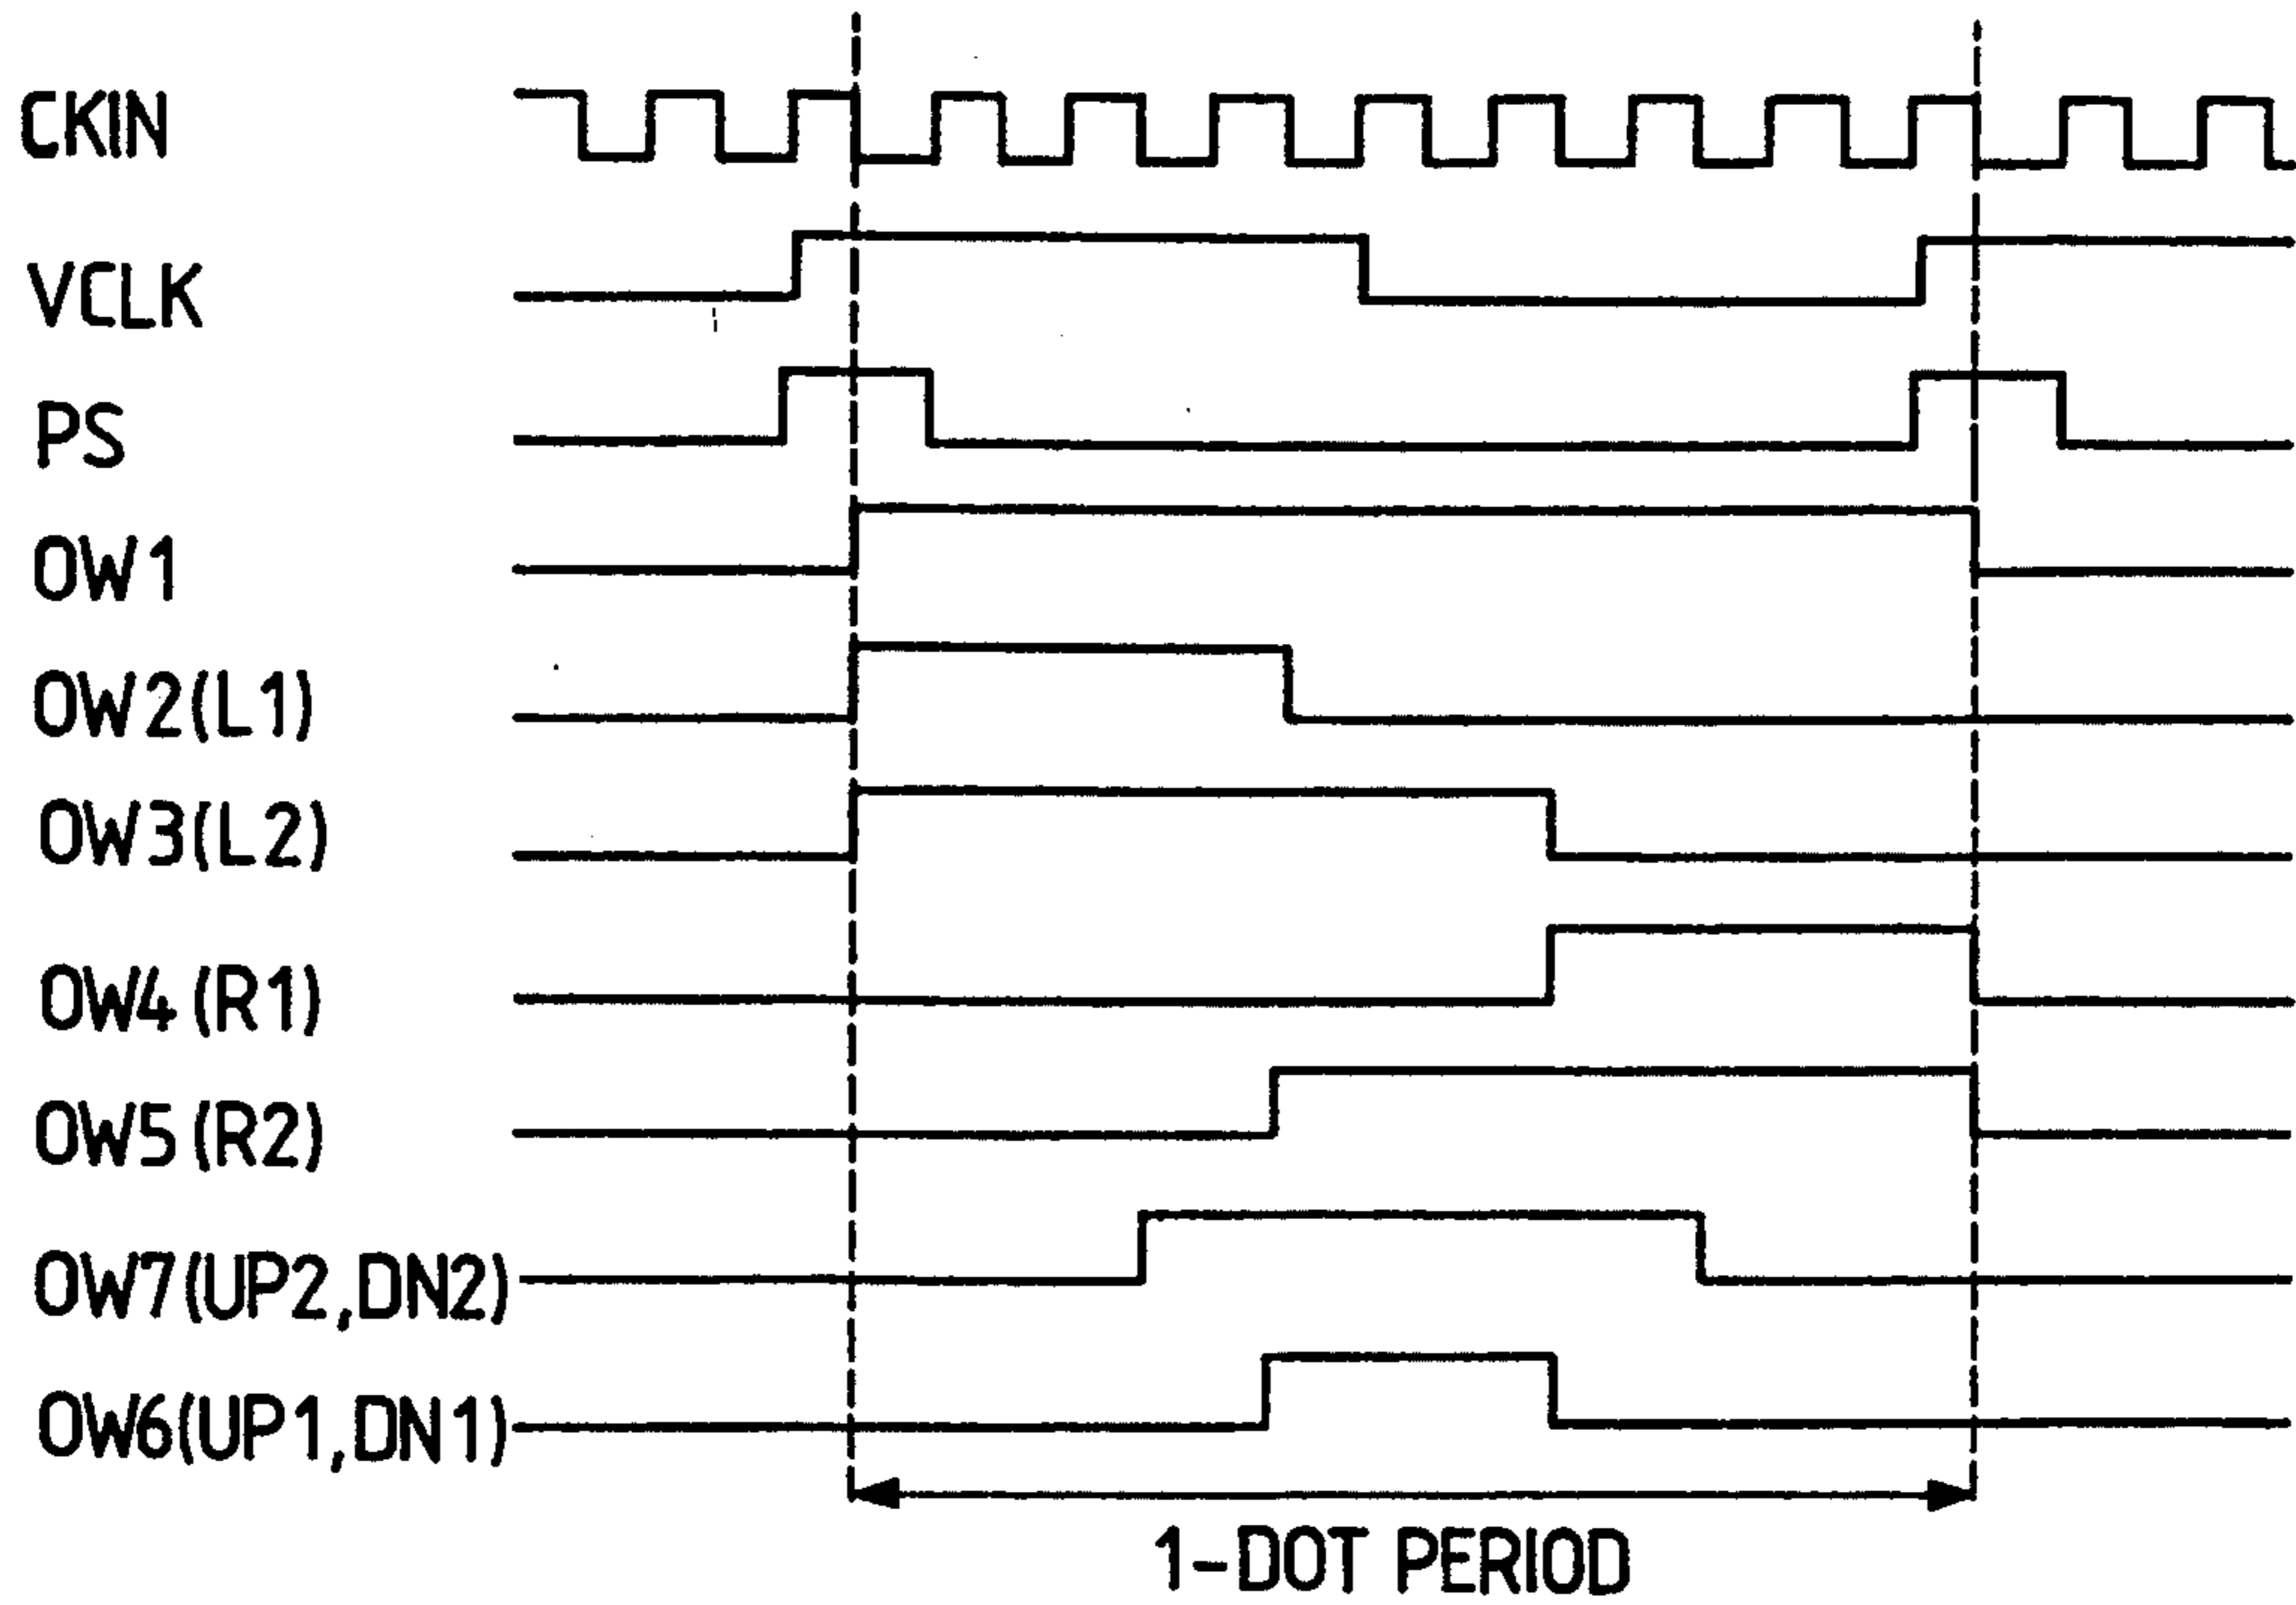 CKIN
VCLK
PS
OW1
OW2(L1)
OW3(L2)
OW4(R1)
OW5(R2)
OW7(UP2,DN2)
OW6(UP1,DN1)
1-DOT PERIOD